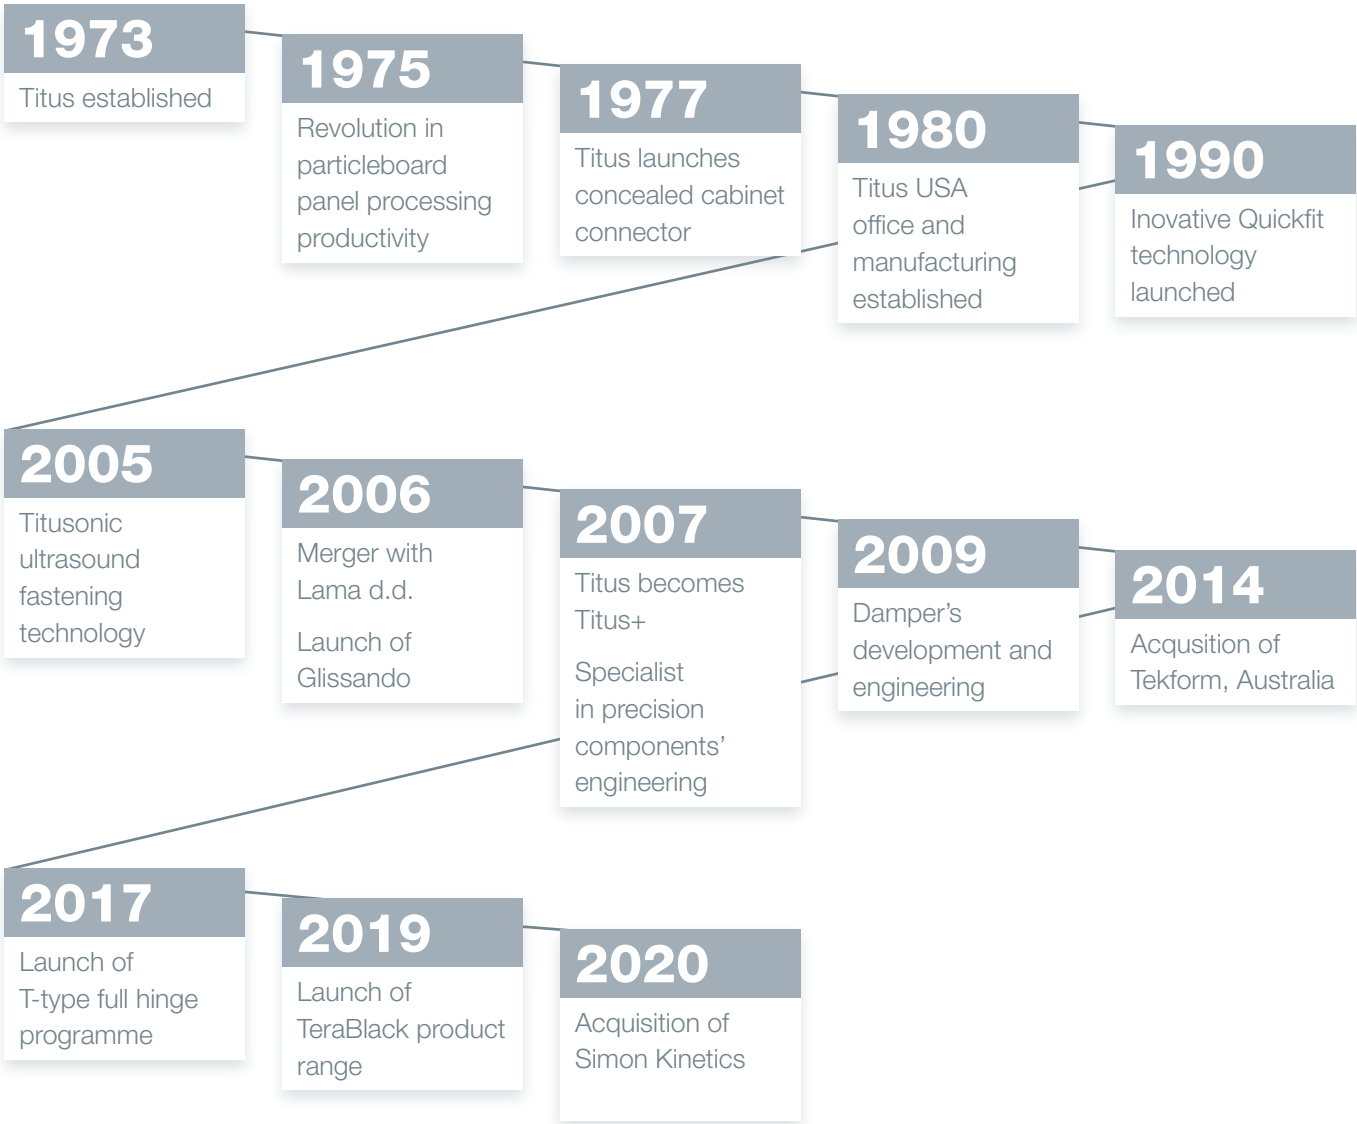 1973
Titus established
1975
Revolution in
particleboard
panel processing
productivity
1977
Titus launches
concealed cabinet
connector
1980
Titus USA
office and
manufacturing
established
1990
Inovative Quickfit
technology
launched
2005
Titusonic
ultrasound
fastening
technology
2006
Merger with
Lama d.d.
Launch of
Glissando
2007
Titus becomes
Titus+
Specialist
in precision
components’
engineering
2009
Damper’s
development and
engineering
2014
Acqusition of
Tekform, Australia
2017
Launch of
T-type full hinge
programme
2019
Launch of
TeraBlack product
range
2020
Acquisition of
Simon Kinetics